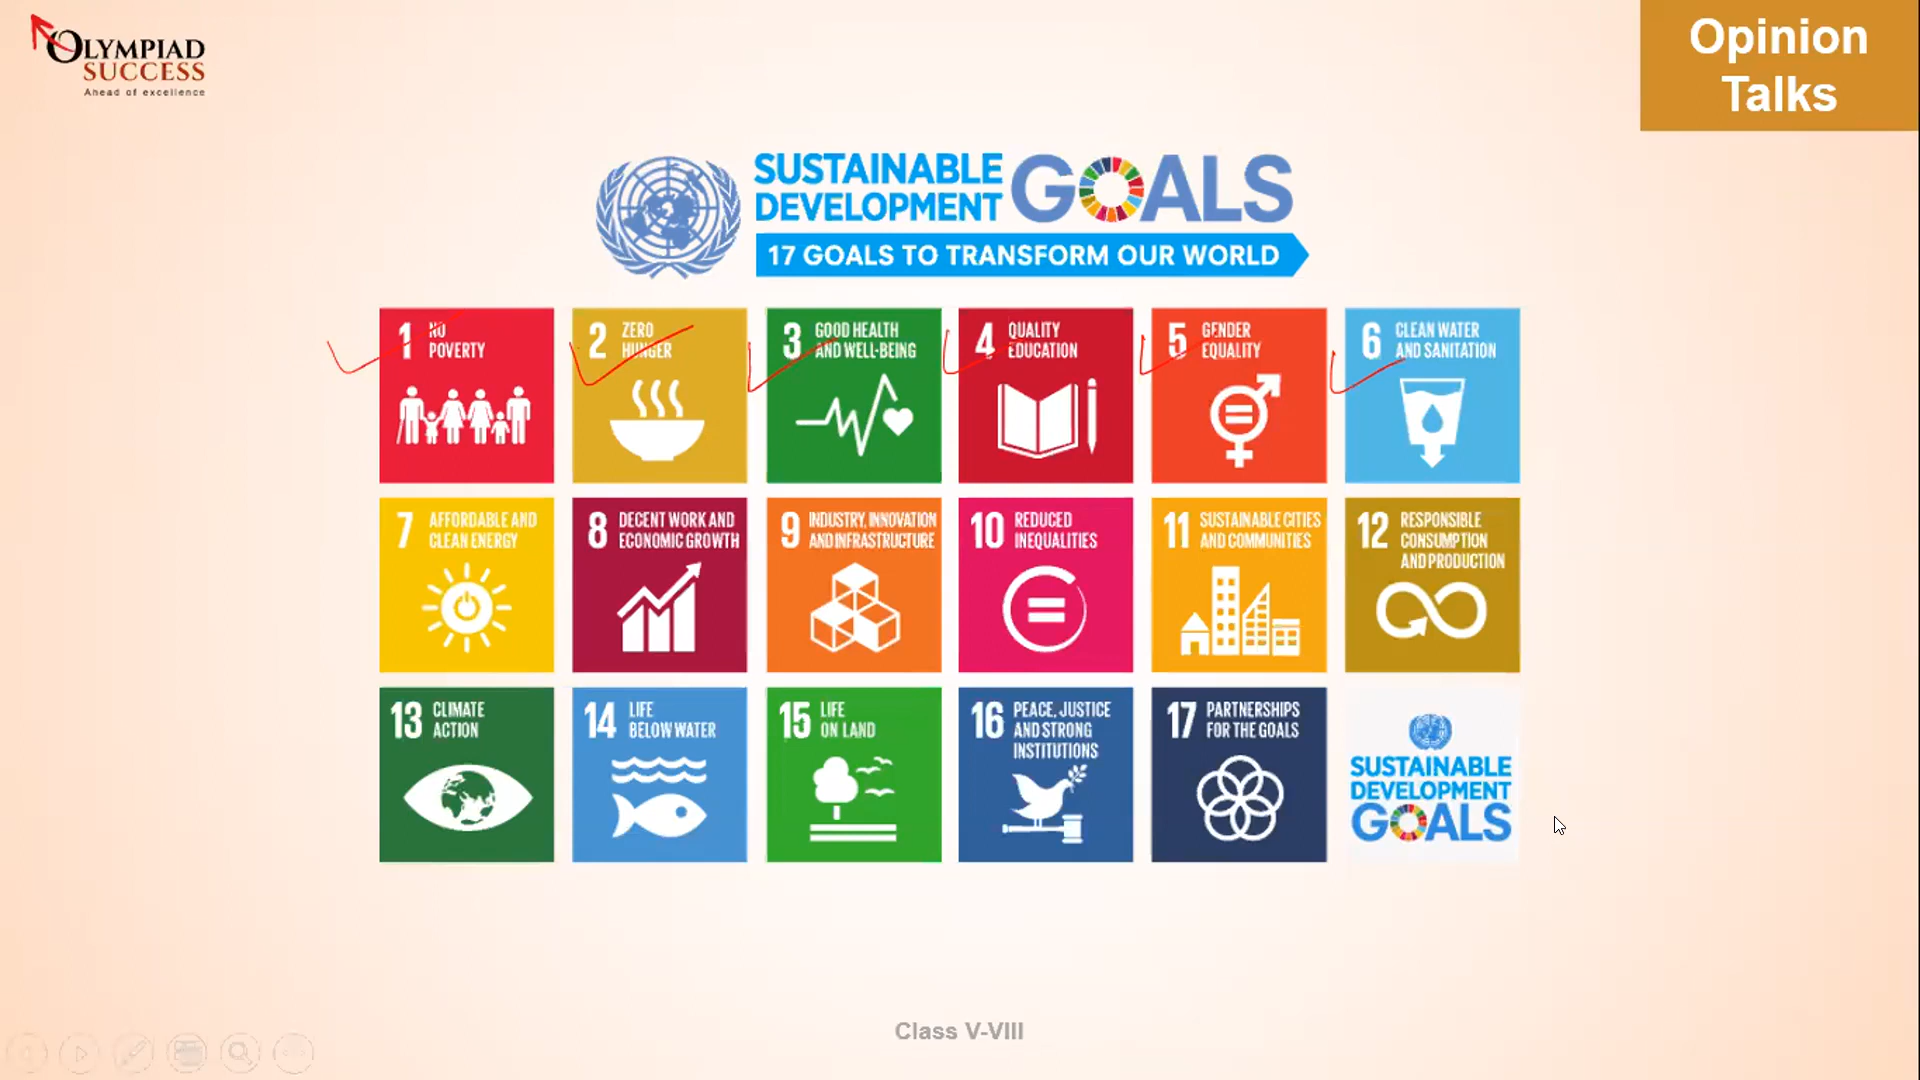 OLYMPIAD
SUCCESS
Ahead of excellence
Opinion
Talks
SUSTAINABLE
DEVELOPMENT
GOALS
17 GOALS TO TRANSFORM OUR WORLD
1 NO
POVERTY
2 ZERO
HUNGER
3 GOOD HEALTH
AND WELL-BEING
4 QUALITY
EDUCATION
5 GENDER
EQUALITY
6 CLEAN WATER
AND SANITATION
7 AFFORDABLE AND
CLEAN ENERGY
8 DECENT WORK AND
ECONOMIC GROWTH
9 INDUSTRY, INNOVATION
AND INFRASTRUCTURE
10 REDUCED
INEQUALITIES
11 SUSTAINABLE CITIES
AND COMMUNITIES
12 RESPONSIBLE
CONSUMPTION
AND PRODUCTION
13 CLIMATE
ACTION
14 LIFE
BELOW WATER
15 LIFE
ON LAND
16 PEACE, JUSTICE
AND STRONG
INSTITUTIONS
17 PARTNERSHIPS
FOR THE GOALS
SUSTAINABLE
DEVELOPMENT
GOALS
Class V-VIII